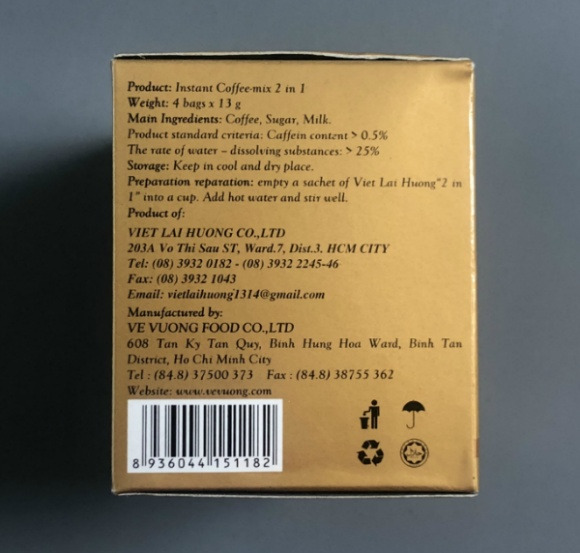 Product: Instant Coffee-mix 2 in 1
Weight: 4 bags x 13 g
Main Ingredients: Coffee, Sugar, Milk.
Product standard criteria: Caffein content > 0.5%
The rate of water – dissolving substances: > 25%
Storage: Keep in cool and dry place.
Preparation reparation: empty a sachet of Viet Lai Huong"2 in
1" into a cup. Add hot water and stir well.
Product of:
VIET LAI HUONG CO.,LTD
203A Vo Thi Sau ST, Ward.7, Dist.3. HCM CITY
Tel: (08) 3932 0182 - (08) 3932 2245-46
Fax: (08) 3932 1043
Email: vietlaihuong1314@gmail.com
Manufactured by:
VE VUONG FOOD CO.,LTD
608 Tan Ky Tan Quy, Binh Hung Hoa Ward, Binh Tan
District, Ho Chi Minh City
Tel : (84.8) 37500 373 Fax : (84.8) 38755 362
Website: www.vevuong.com
8 936044 151182